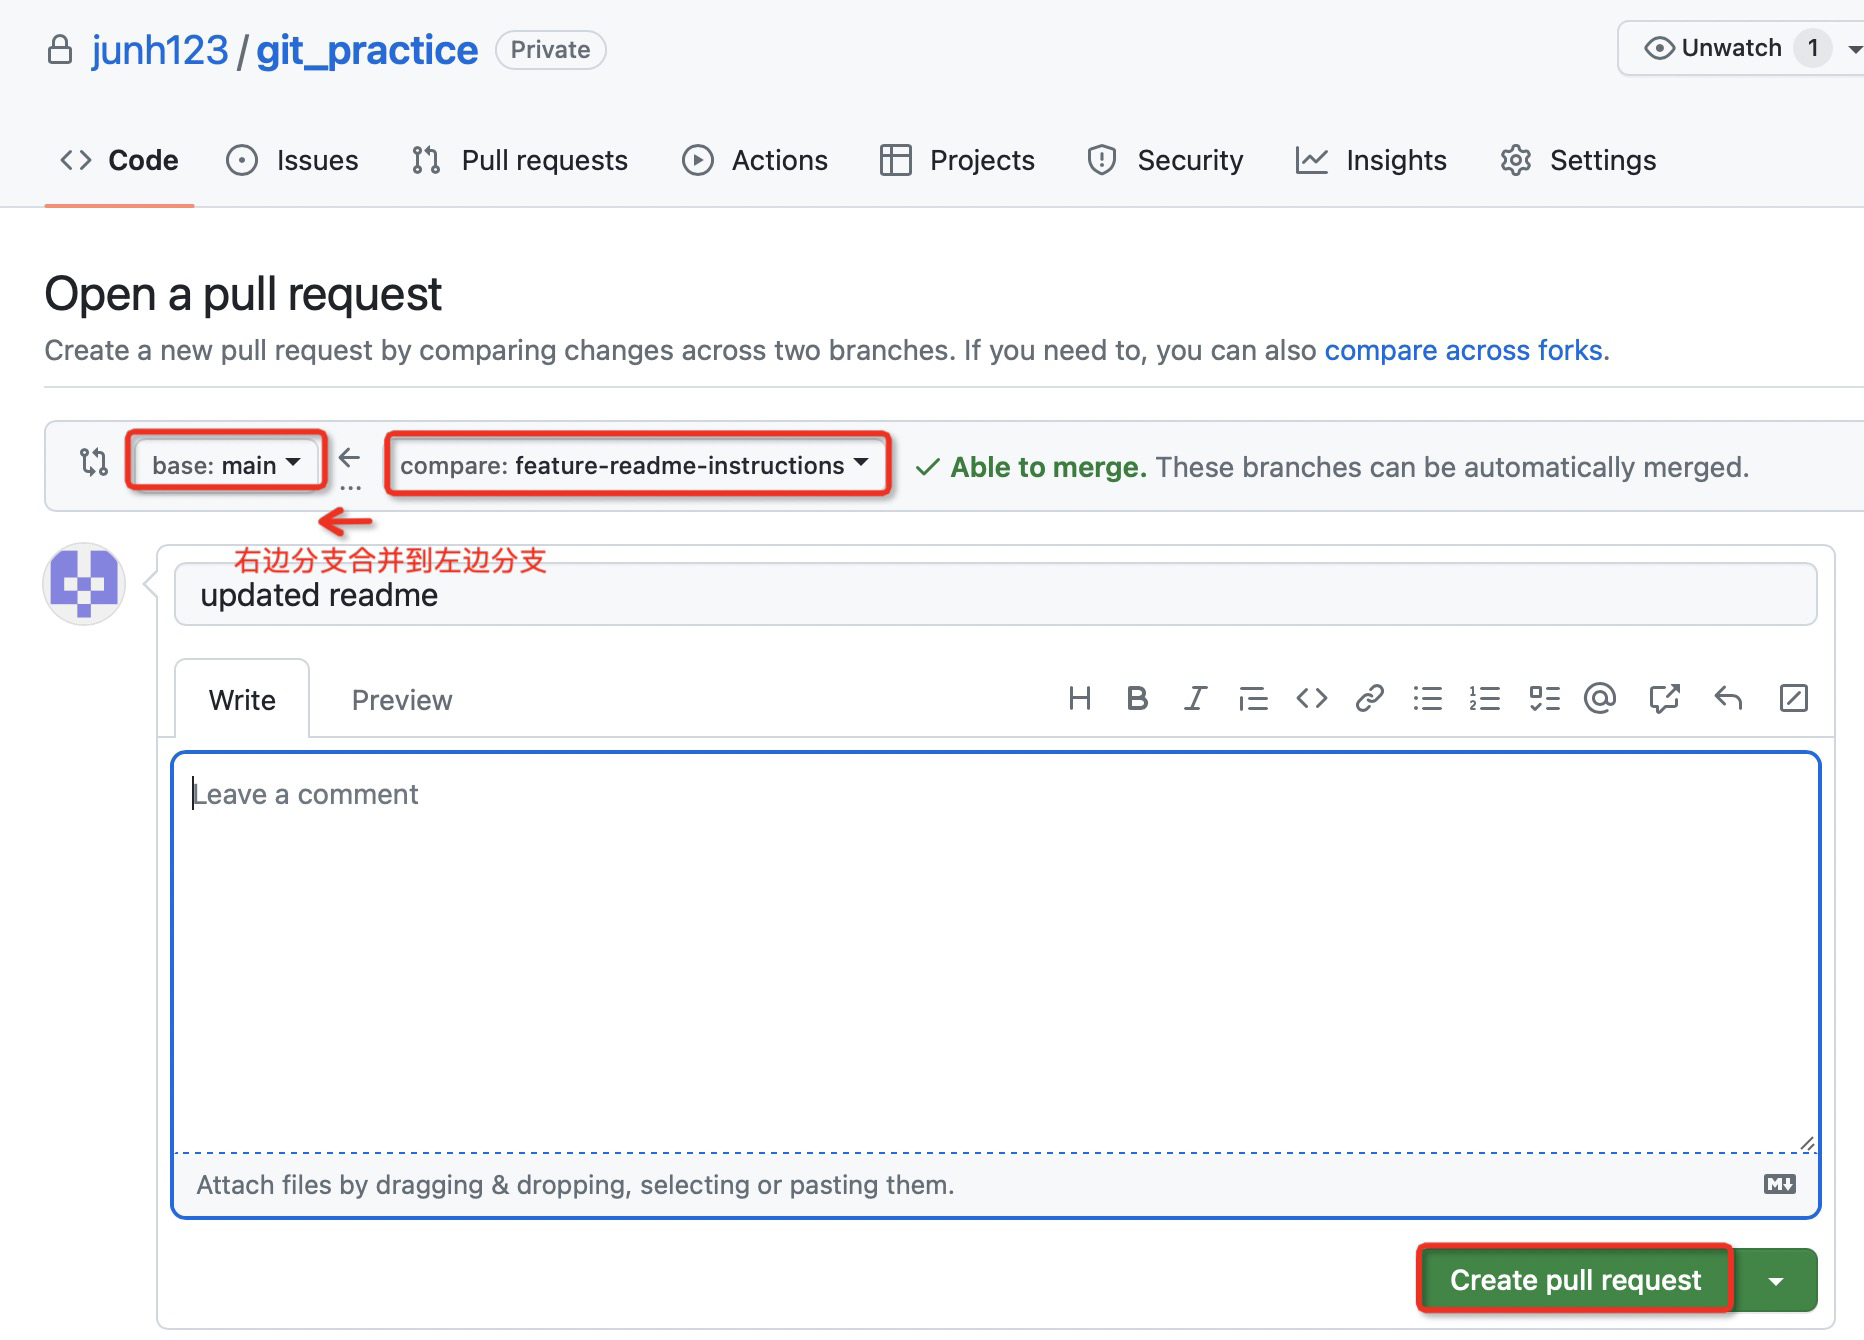 junh123 / git_practice Private Unwatch 1
Code Issues Pull requests Actions Projects Security Insights Settings
Open a pull request
Create a new pull request by comparing changes across two branches. If you need to, you can also compare across forks.
base: main ← compare: feature-readme-instructions Able to merge. These branches can be automatically merged.
...
右边分支合并到左边分支
updated readme
Write Preview
Leave a comment
Attach files by dragging & dropping, selecting or pasting them.
Create pull request